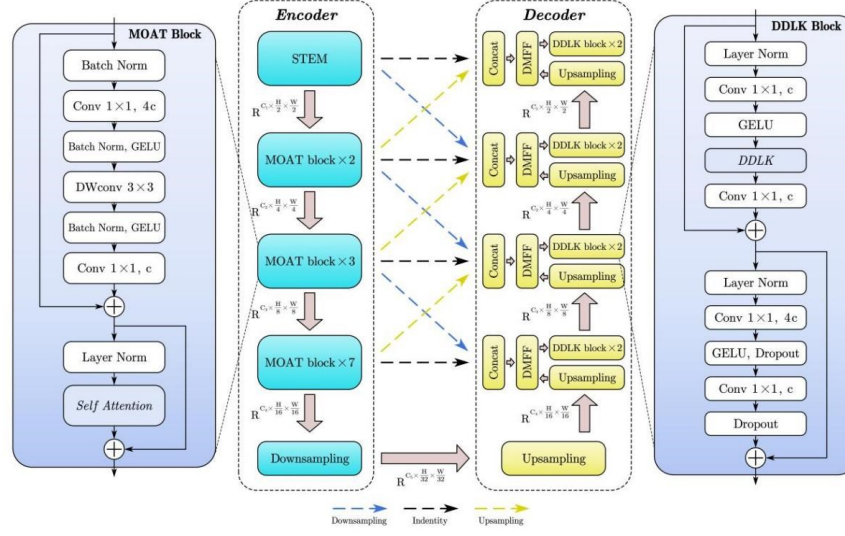 MOAT Block
Batch Norm
Conv 1×1, 4c
Batch Norm, GELU
DWconv 3×3
Batch Norm, GELU
Conv 1×1, c
Layer Norm
Self Attention
Encoder
STEM
R^{C₁×H/2×W/2}
MOAT block×2
R^{C₂×H/4×W/4}
MOAT block×3
R^{C₃×H/8×W/8}
MOAT block×7
R^{C₄×H/16×W/16}
Downsampling
R^{C₅×H/32×W/32}
Decoder
Concat
DMFF
DDLK block×2
Upsampling
R^{C₁×H/2×W/2}
Concat
DMFF
DDLK block×2
Upsampling
R^{C₂×H/4×W/4}
Concat
DMFF
DDLK block×2
Upsampling
R^{C₃×H/8×W/8}
Concat
DMFF
DDLK block×2
Upsampling
R^{C₄×H/16×W/16}
Upsampling
DDLK Block
Layer Norm
Conv 1×1, c
GELU
DDLK
Conv 1×1, c
Layer Norm
Conv 1×1, 4c
GELU, Dropout
Conv 1×1, c
Dropout
Downsampling
Indentity
Upsampling